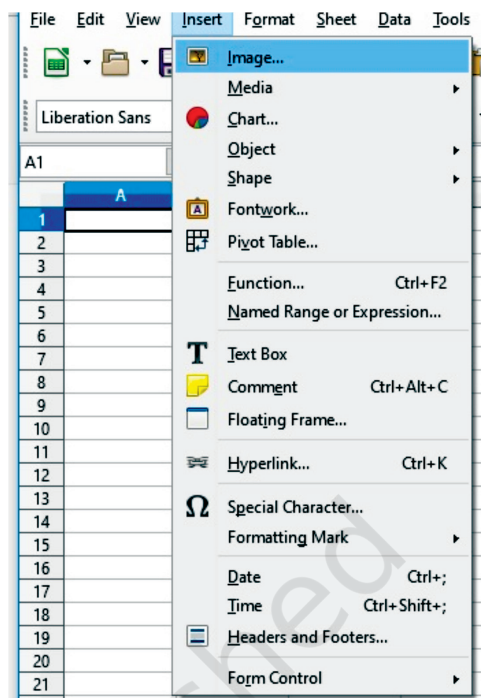 File Edit View Insert Format Sheet Data Tools
Image...
Media
Liberation Sans
Chart...
Object
A1
Shape
A
Fontwork...
1
2
Pivot Table...
3
4
Function... Ctrl+F2
5
Named Range or Expression...
6
7
Text Box
8
Comment Ctrl+Alt+C
9
10
Floating Frame...
11
12
Hyperlink... Ctrl+K
13
Special Character...
14
15
Formatting Mark
16
Date Ctrl+;
17
18
Time Ctrl+Shift+;
19
Headers and Footers...
20
21
Form Control